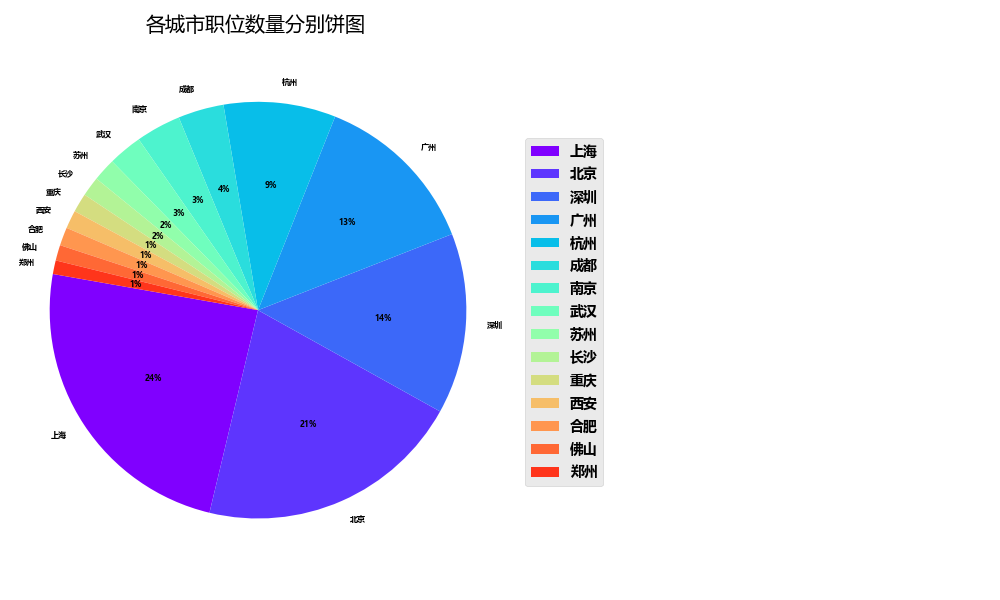 各城市职位数量分别饼图
杭州
成都
南京
武汉
苏州
长沙
重庆
西安
合肥
佛山
郑州
广州
深圳
上海
北京
9%
4%
3%
3%
2%
2%
1%
1%
1%
1%
1%
13%
14%
24%
21%
上海
北京
深圳
广州
杭州
成都
南京
武汉
苏州
长沙
重庆
西安
合肥
佛山
郑州